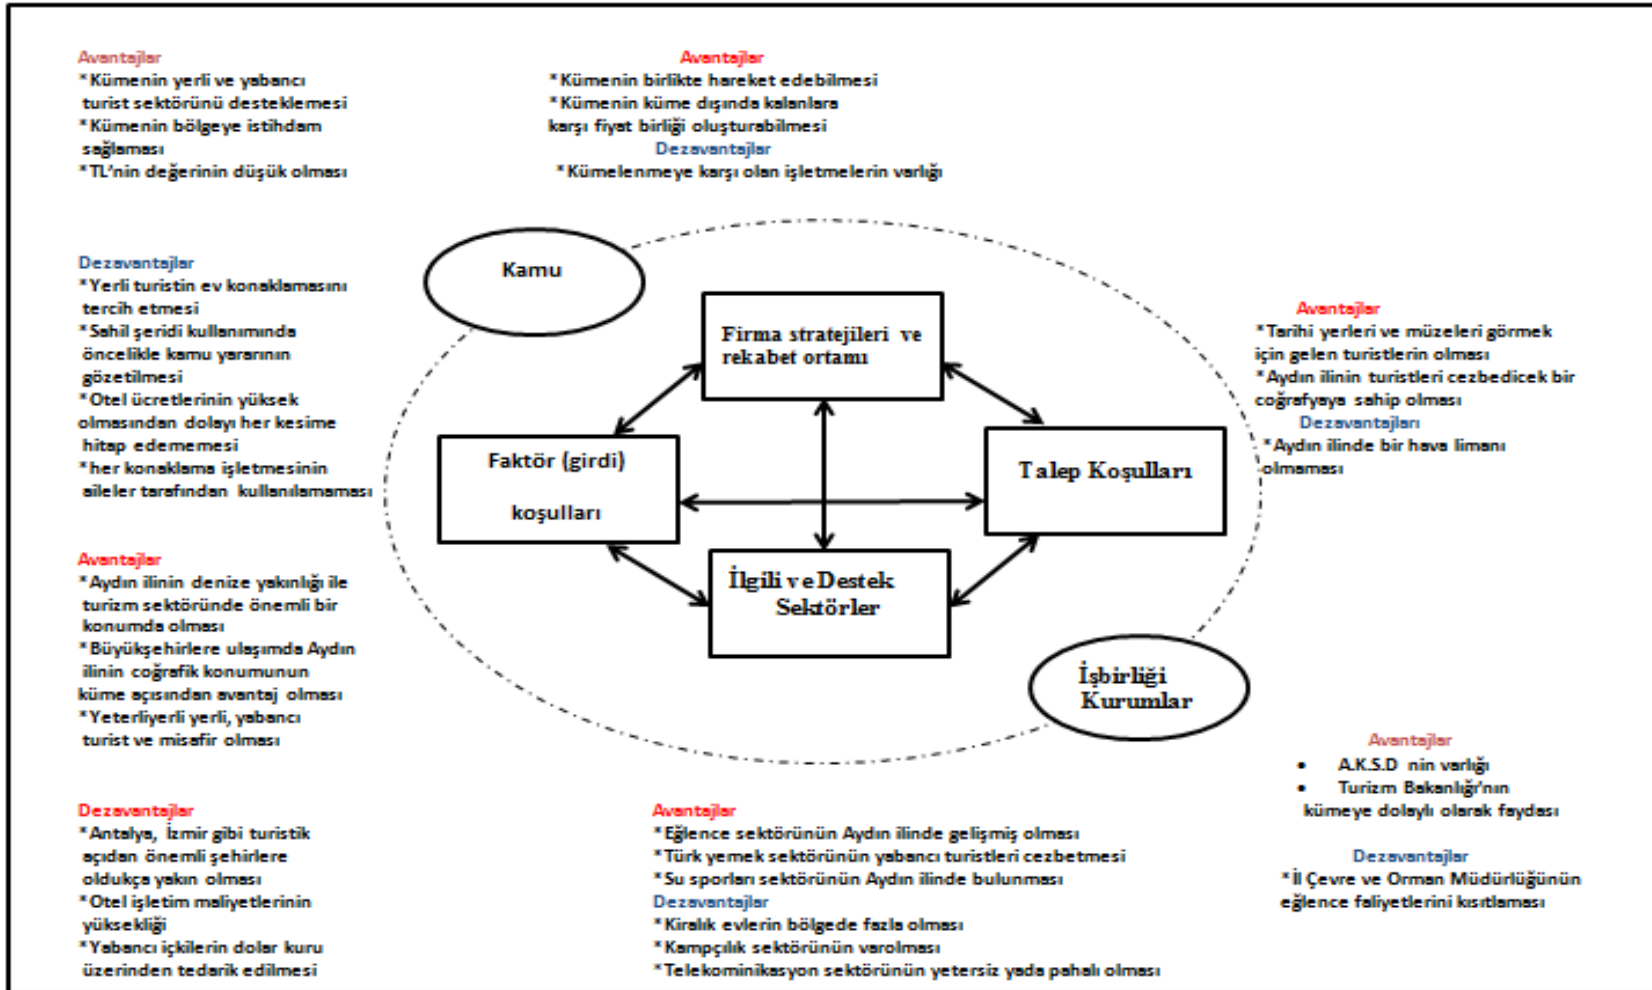 Avantajlar
*Kümenin yerli ve yabancı
turist sektörünü desteklemesi
*Kümenin bölgeye istihdam
sağlaması
*TL'nin değerinin düşük olması
Avantajlar
*Kümenin birlikte hareket edebilmesi
*Kümenin küme dışında kalanlara
karşı fiyat birliği oluşturabilmesi
Dezavantajlar
*Kümelenmeye karşı olan işletmelerin varlığı
Dezavantajlar
*Yerli turistin ev konaklamasını
tercih etmesi
*Sahil şeridi kullanımında
öncelikle kamu yararının
gözetilmesi
*Otel ücretlerinin yüksek
olmasından dolayı her kesime
hitap edememesi
*her konaklama işletmesinin
aileler tarafından kullanılamaması
Kamu
Firma stratejileri ve
rekabet ortamı
Faktör (girdi)
koşulları
Talep Koşulları
İlgili ve Destek
Sektörler
İşbirliği
Kurumlar
Avantajlar
*Tarihi yerleri ve müzeleri görmek
için gelen turistlerin olması
*Aydın ilinin turistleri cezbedicek bir
coğrafyaya sahip olması
Dezavantajları
*Aydın ilinde bir hava limanı
olmaması
Avantajlar
*Aydın ilinin denize yakınlığı ile
turizm sektöründe önemli bir
konumda olması
*Büyükşehirlere ulaşımda Aydın
ilinin coğrafik konumunun
küme açısından avantaj olması
*Yeterliyerli yerli, yabancı
turist ve misafir olması
Dezavantajlar
*Antalya, İzmir gibi turistik
açıdan önemli şehirlere
oldukça yakın olması
*Otel işletim maliyetlerinin
yüksekliği
*Yabancı içkilerin dolar kuru
üzerinden tedarik edilmesi
Avantajlar
*Eğlence sektörünün Aydın ilinde gelişmiş olması
*Türk yemek sektörünün yabancı turistleri cezbetmesi
*Su sporları sektörünün Aydın ilinde bulunması
Dezavantajlar
*Kiralık evlerin bölgede fazla olması
*Kampçılık sektörünün varolması
*Telekominikasyon sektörünün yetersiz yada pahalı olması
Avantajlar
• A.K.S.D nin varlığı
• Turizm Bakanlığı'nın
kümeye dolaylı olarak faydası
Dezavantajlar
*İl Çevre ve Orman Müdürlüğünün
eğlence faliyetlerini kısıtlaması